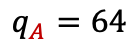 q_A = 64